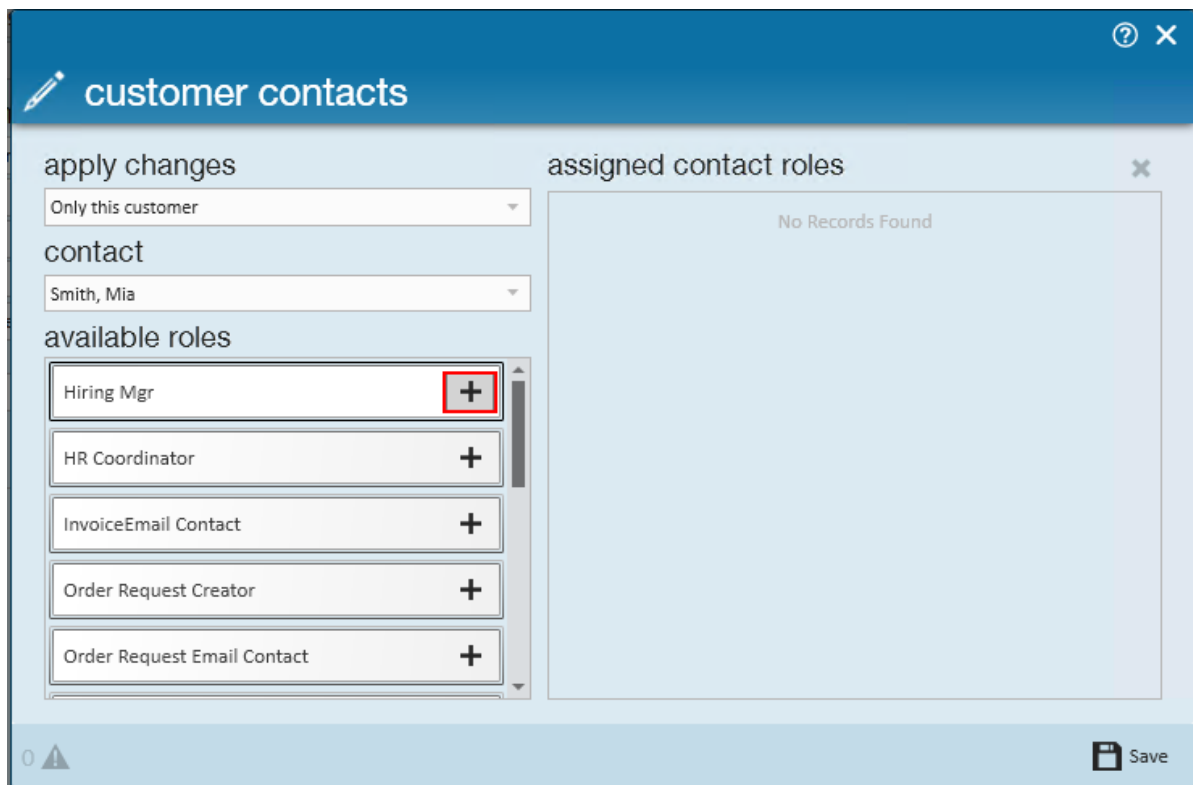 customer contacts
apply changes
Only this customer
contact
Smith, Mia
available roles
Hiring Mgr
HR Coordinator
InvoiceEmail Contact
Order Request Creator
Order Request Email Contact
assigned contact roles
No Records Found
0
Save